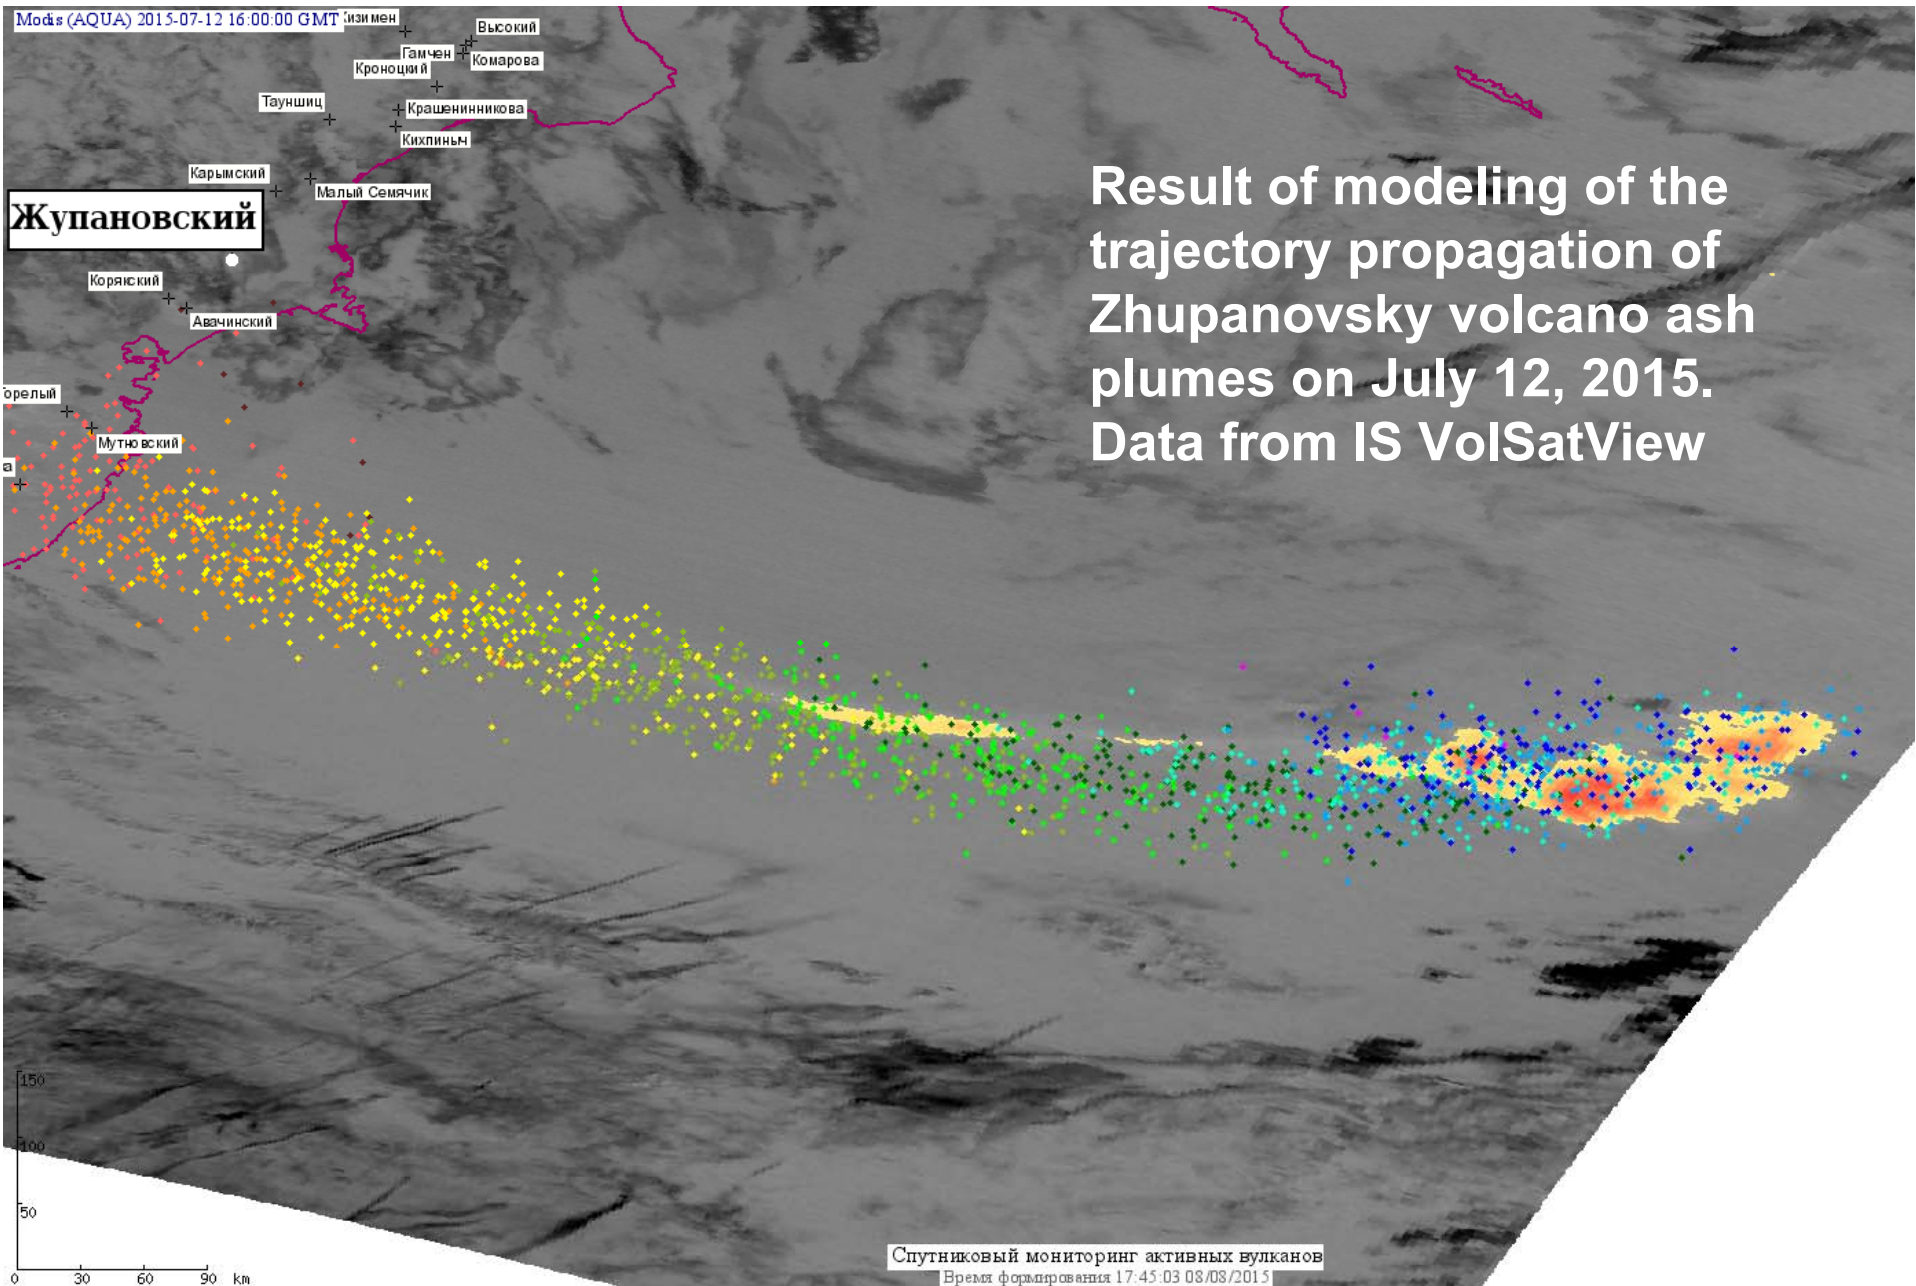 Modis (AQUA) 2015-07-12 16:00:00 GMT
Высокий
Гамчен
Комарова
Кроноцкий
Тауншиц
Крашенинникова
Кихпиныч
Карымский
Малый Семячик
Жупановский
Result of modeling of the
trajectory propagation of
Zhupanovsky volcano ash
plumes on July 12, 2015.
Data from IS VolSatView
Корякский
Авачинский
Мутновский
150
100
50
0 30 60 90 km
Спутниковый мониторинг активных вулканов
Время формирования 17:45:03 08/08/2015